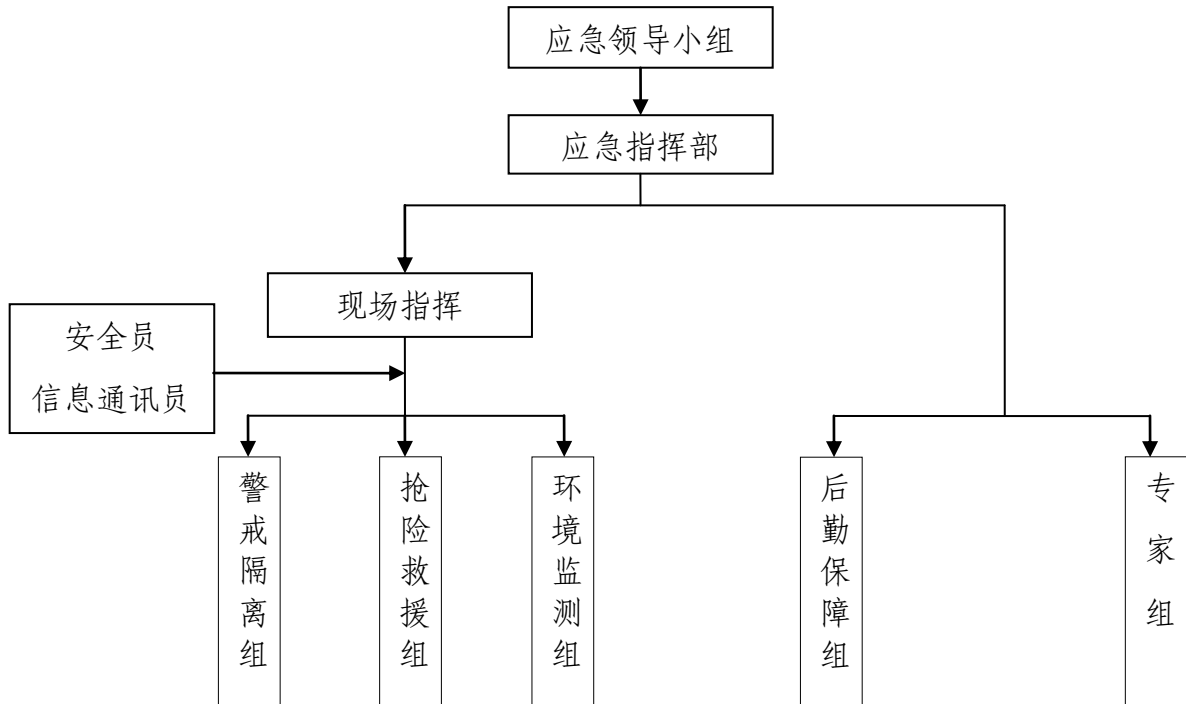 应急领导小组
应急指挥部
现场指挥
安全员
信息通讯员
警戒隔离组
抢险救援组
环境监测组
后勤保障组
专家组